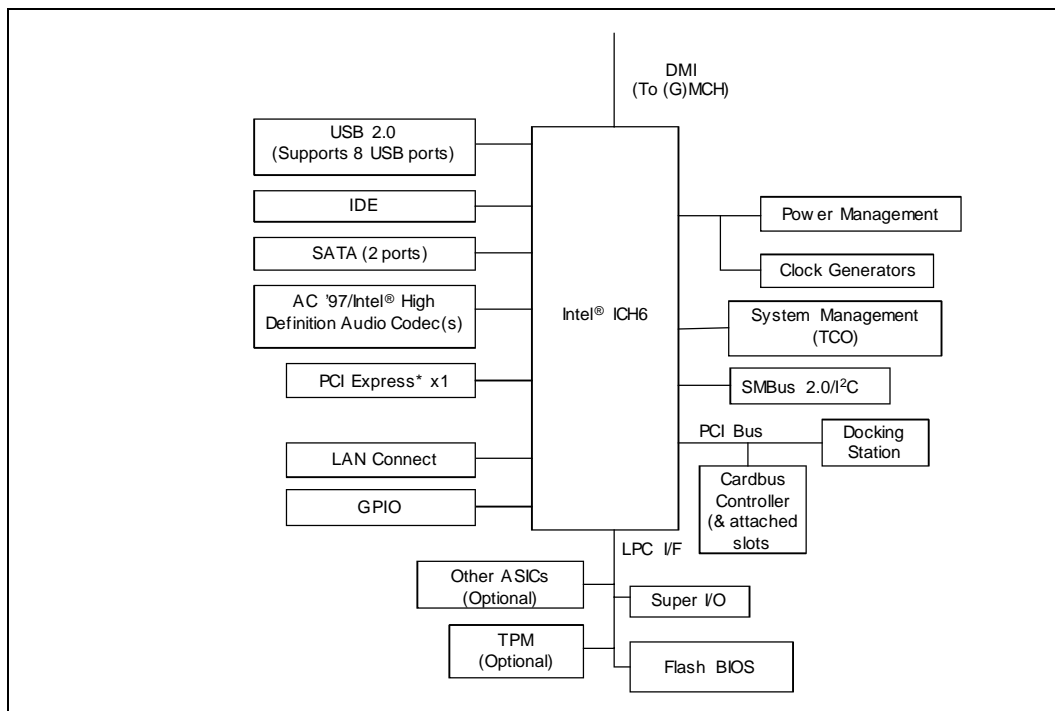 DMI
(To (G)MCH)
USB 2.0
(Supports 8 USB ports)
IDE
SATA (2 ports)
AC '97/Intel® High
Definition Audio Codec(s)
PCI Express* x1
LAN Connect
GPIO
Intel® ICH6
Power Management
Clock Generators
System Management
(TCO)
SMBus 2.0/I²C
PCI Bus
Docking
Station
Cardbus
Controller
(& attached
slots
LPC I/F
Other ASICs
(Optional)
Super I/O
TPM
(Optional)
Flash BIOS